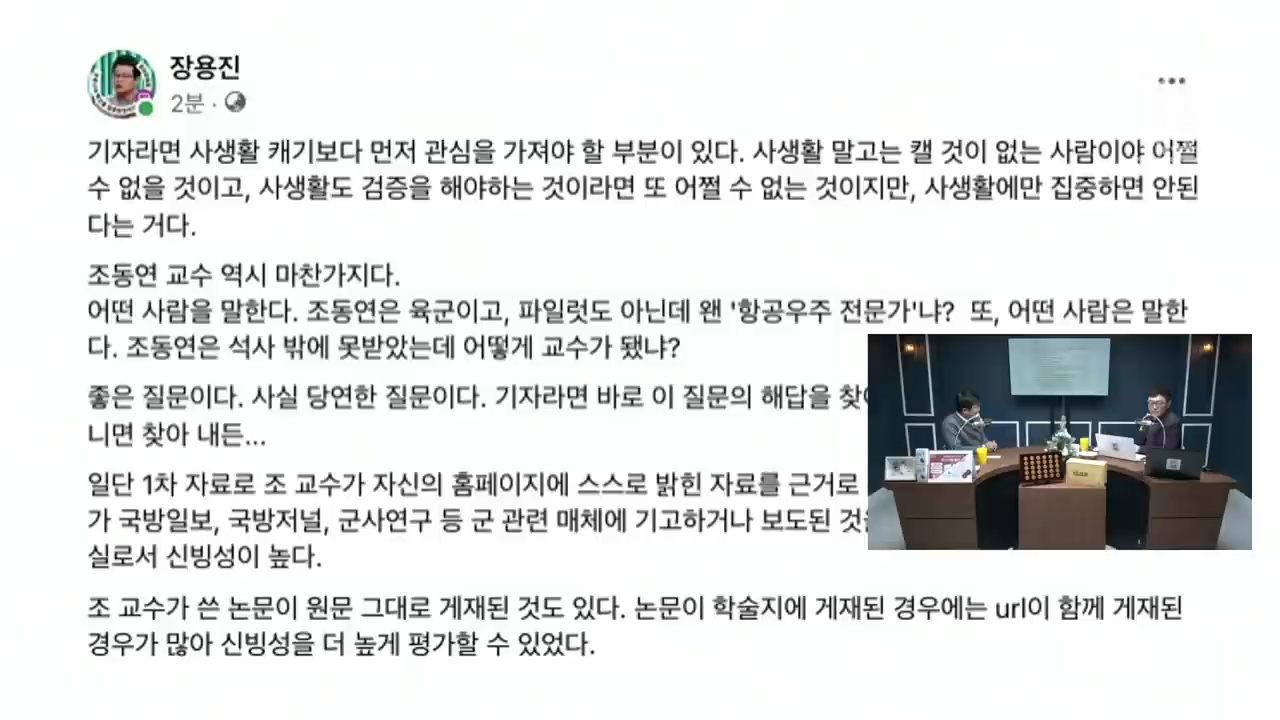 장용진
2분 ·
기자라면 사생활 캐기보다 먼저 관심을 가져야 할 부분이 있다. 사생활 말고는 캘 것이 없는 사람이야 어쩔
수 없을 것이고, 사생활도 검증을 해야하는 것이라면 또 어쩔 수 없는 것이지만, 사생활에만 집중하면 안된
다는 거다.
조동연 교수 역시 마찬가지다.
어떤 사람을 말한다. 조동연은 육군이고, 파일럿도 아닌데 왠 '항공우주 전문가'냐? 또, 어떤 사람은 말한
다. 조동연은 석사 밖에 못받았는데 어떻게 교수가 됐냐?
좋은 질문이다. 사실 당연한 질문이다. 기자라면 바로 이 질문의 해답을
니면 찾아 내든...
일단 1차 자료로 조 교수가 자신의 홈페이지에 스스로 밝힌 자료를 근거로
가 국방일보, 국방저널, 군사연구 등 군 관련 매체에 기고하거나 보도된
실로서 신빙성이 높다.
조 교수가 쓴 논문이 원문 그대로 게재된 것도 있다. 논문이 학술지에 게재된 경우에는 url이 함께 게재된
경우가 많아 신빙성을 더 높게 평가할 수 있었다.